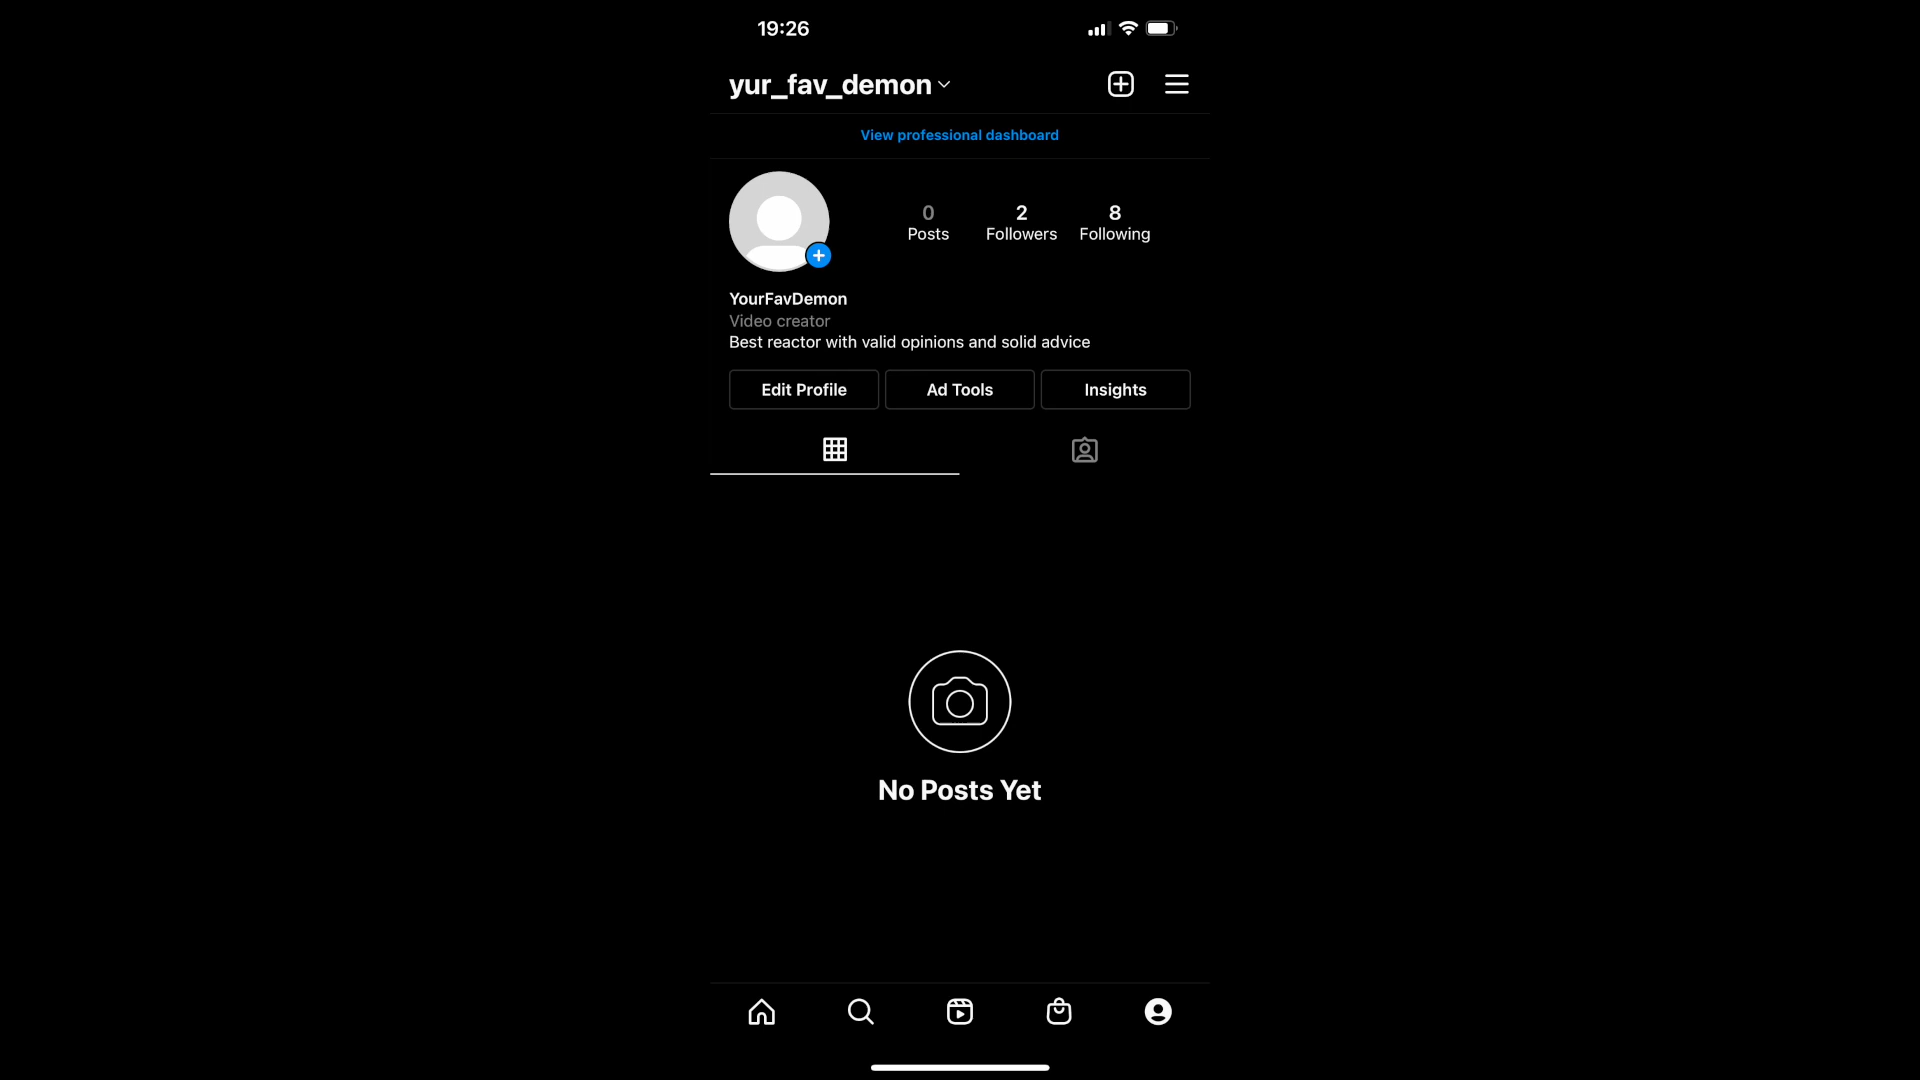 19:26
yur_fav_demon
View professional dashboard
0 2 8
Posts Followers Following
YourFavDemon
Video creator
Best reactor with valid opinions and solid advice
Edit Profile Ad Tools Insights
No Posts Yet